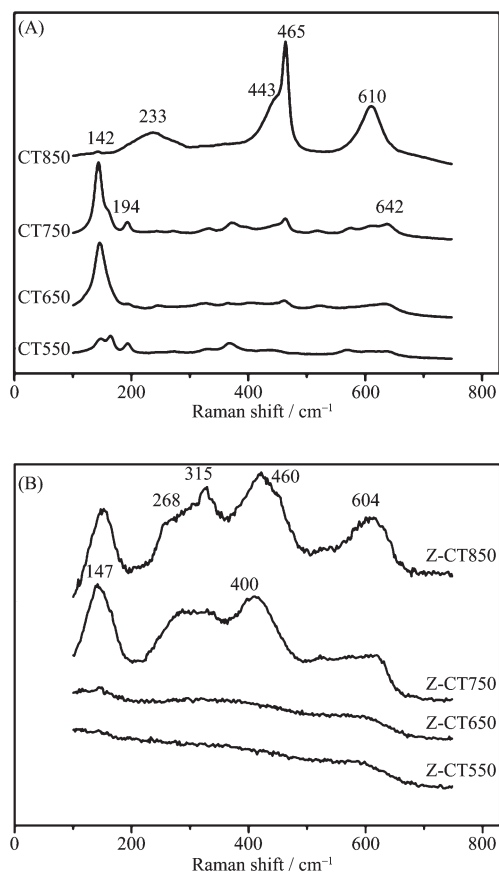 (A)
465
443
610
233
142
CT850
194
642
CT750
CT650
CT550
0 200 400 600 800
Raman shift / cm⁻¹
(B)
315
460
268
604
Z-CT850
147
400
Z-CT750
Z-CT650
Z-CT550
0 200 400 600 800
Raman shift / cm⁻¹